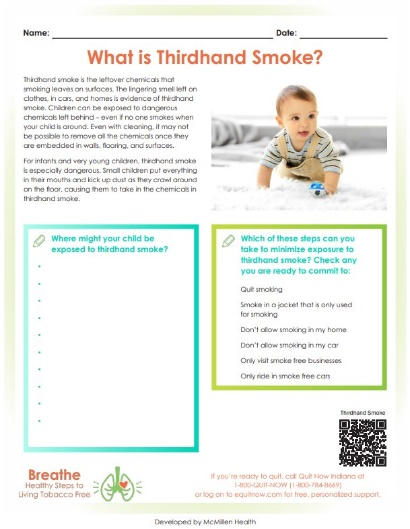 Name: Date:
What is Thirdhand Smoke?
Thirdhand smoke is the leftover chemicals that
smoking leaves on surfaces. The lingering smell left on
clothes, in cars, and homes is evidence of thirdhand
smoke. Children can be exposed to dangerous
chemicals left behind – even if no one smokes when
your child is around. Even with cleaning, it may not
be possible to remove all the chemicals once they
are embedded in walls, flooring, and surfaces.
For infants and very young children, thirdhand smoke
is especially dangerous. Small children put everything
in their mouths and kick up dust as they crawl around
on the floor, causing them to take in the chemicals in
thirdhand smoke.
Where might your child be
exposed to thirdhand smoke?
Which of these steps can you
take to minimize exposure to
thirdhand smoke? Check any
you are ready to commit to:
Quit smoking
Smoke in a jacket that is only used
for smoking
Don't allow smoking in my home
Don't allow smoking in my car
Only visit smoke free businesses
Only ride in smoke free cars
Thirdhand Smoke
Breathe
Healthy Steps to
Living Tobacco Free
If you're ready to quit, call Quit Now Indiana at
1-800-QUIT-NOW (1-800-784-8669)
or log on to equitnow.com for free, personalized support.
Developed by McMillen Health